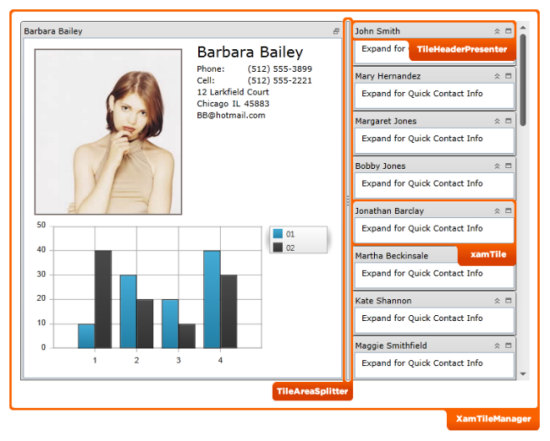 Barbara Bailey
Barbara Bailey
Phone: (512) 555-3899
Cell: (512) 555-2221
12 Larkfield Court
Chicago IL 45883
BB@hotmail.com
50
40
30
20
10
0
1 2 3 4
01
02
TileAreaSplitter
John Smith
Expand for
TileHeaderPresenter
Mary Hernandez
Expand for Quick Contact Info
Margaret Jones
Expand for Quick Contact Info
Bobby Jones
Expand for Quick Contact Info
Jonathan Barclay
Expand for Quick Contact Info
xamTile
Martha Beckinsale
Expand for Quick Contact Info
Kate Shannon
Expand for Quick Contact Info
Maggie Smithfield
Expand for Quick Contact Info
XamTileManager